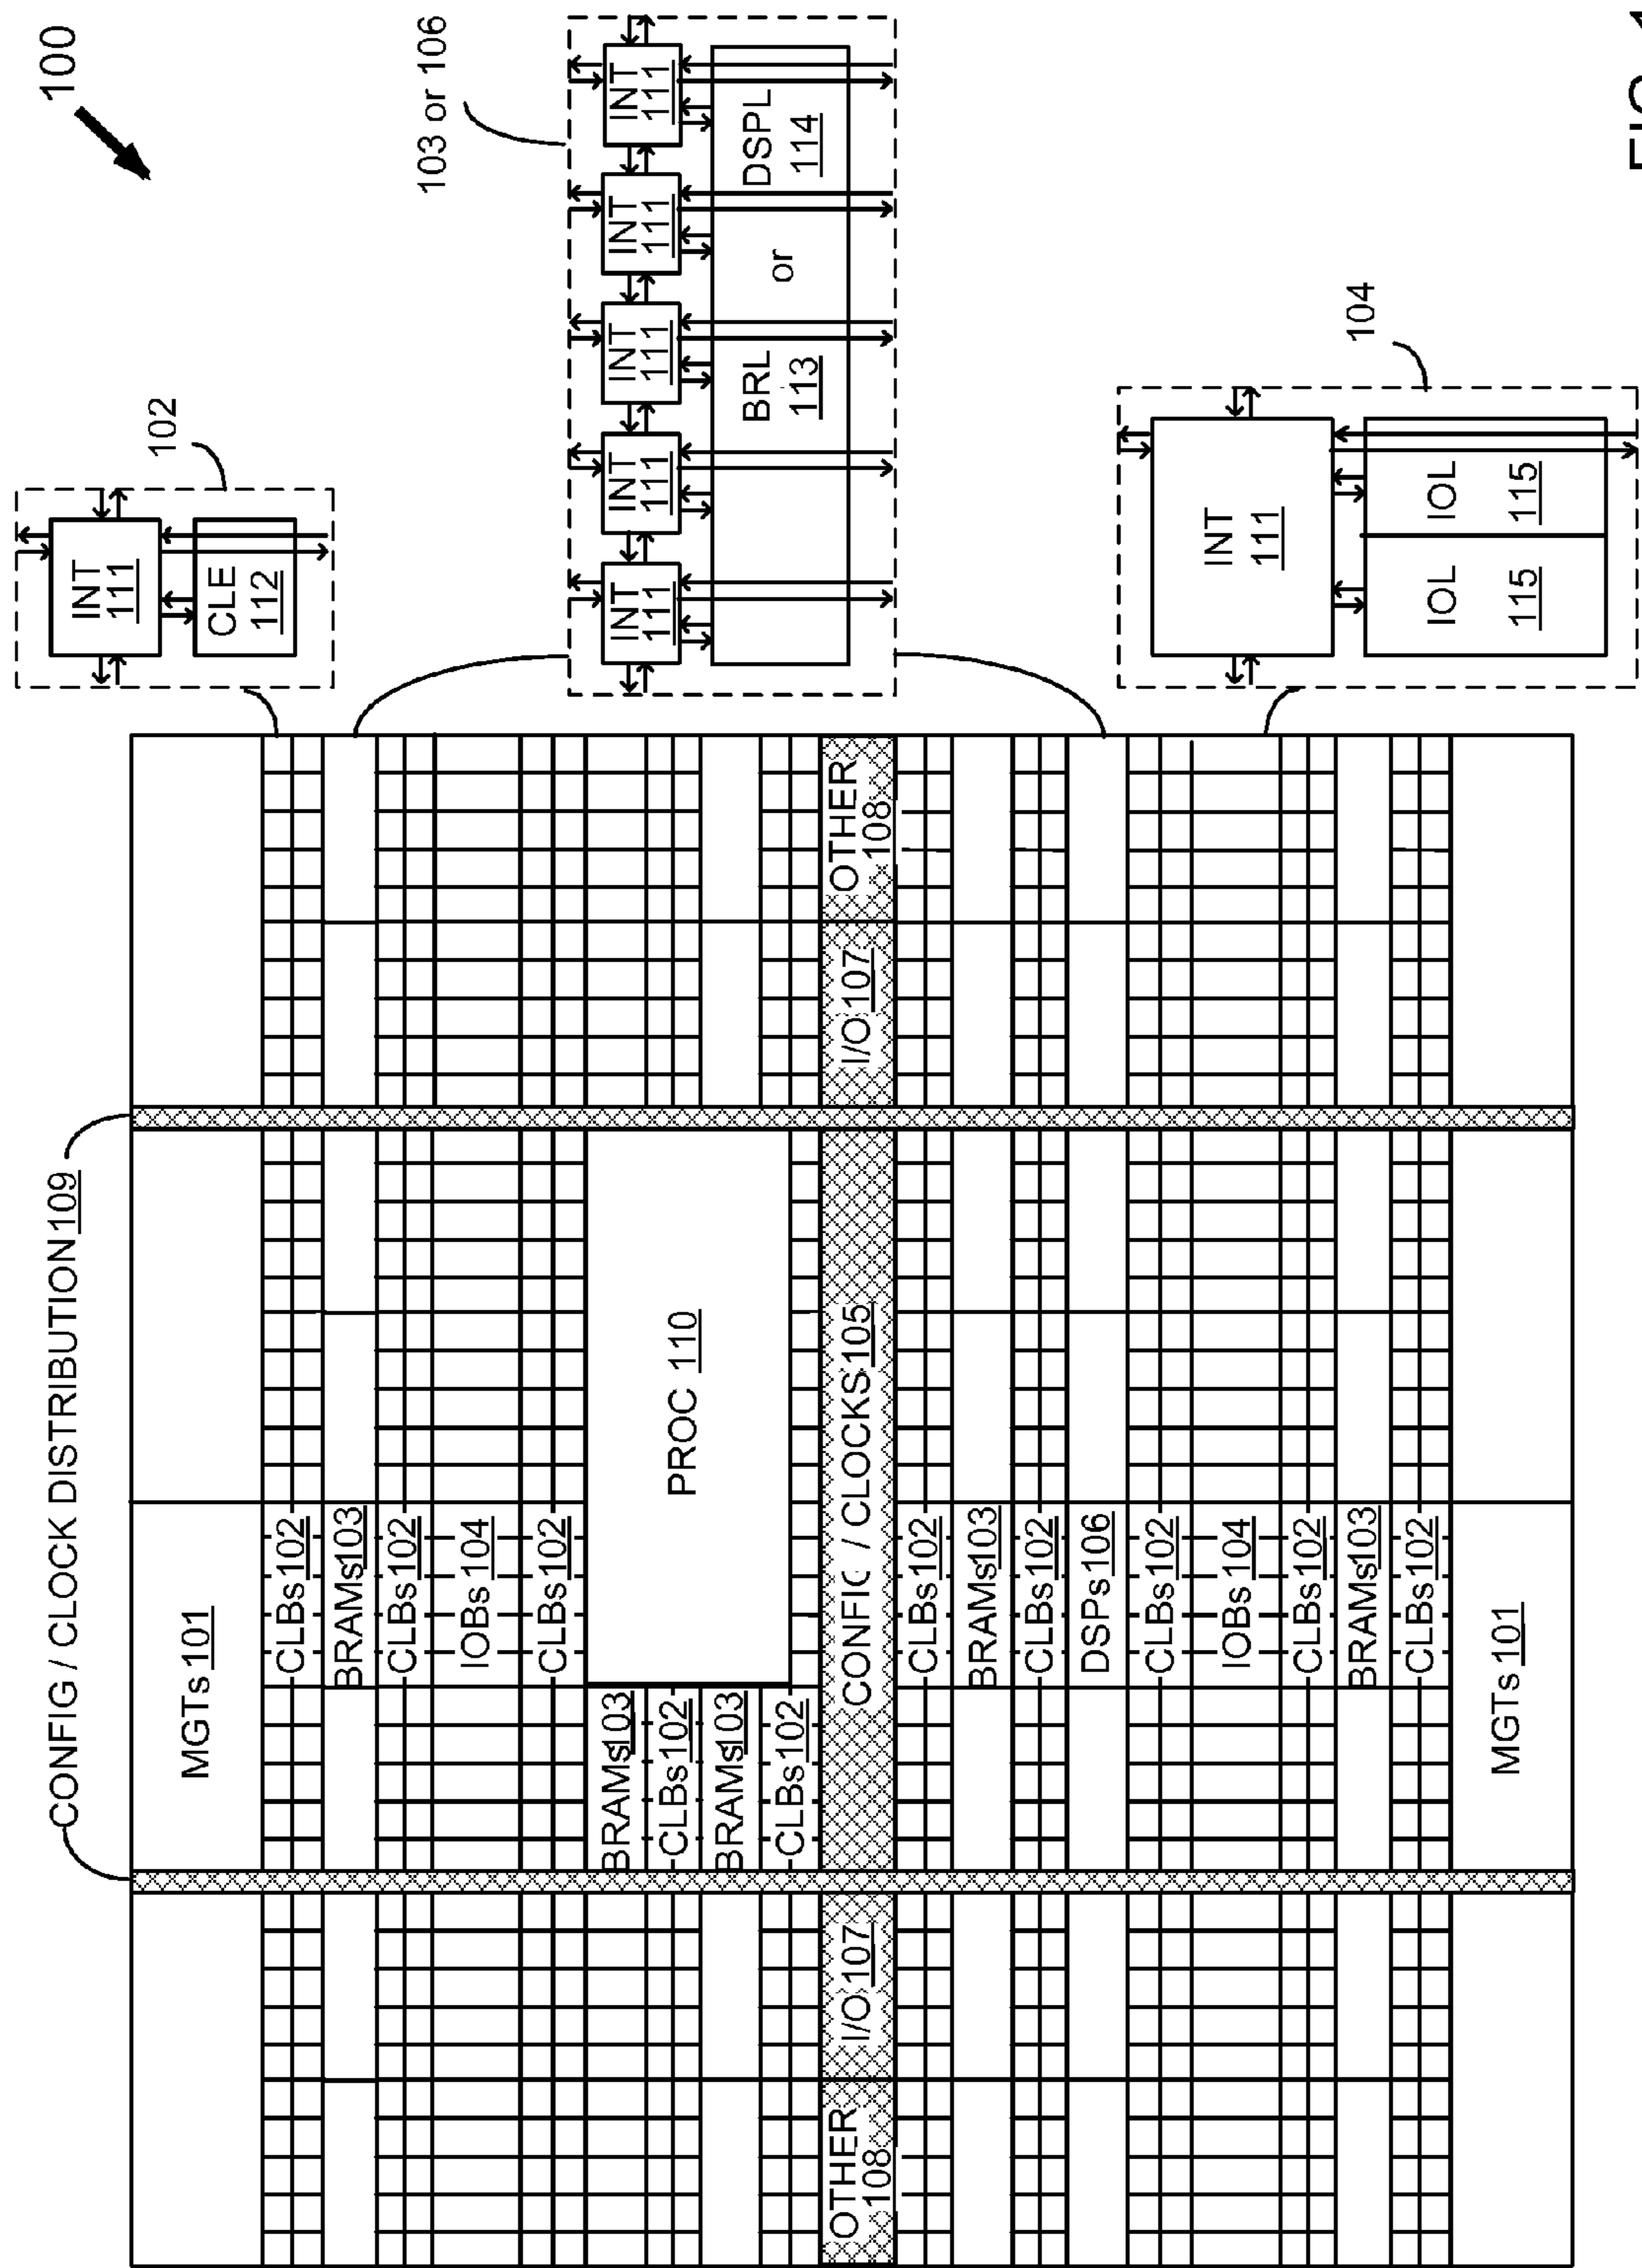 100
CONFIG / CLOCK DISTRIBUTION 109
MGTs 101
CLBs 102
BRAMs 103
CLBs 102
IOBs 104
CLBs 102
BRAMs 103
CLBs 102
BRAMs 103
CLBs 102
PROC 110
OTHER
108
I/O 107
CONFIG / CLOCKS 105
I/O 107
OTHER
108
CLBs 102
BRAMs 103
CLBs 102
DSPs 106
CLBs 102
IOBs 104
CLBs 102
BRAMs 103
CLBs 102
MGTs 101
102
INT
111
CLE
112
103 or 106
INT
111
INT
111
INT
111
INT
111
INT
111
BRL
113
or
DSPL
114
104
INT
111
IOL
115
IOL
115
FIG. 1